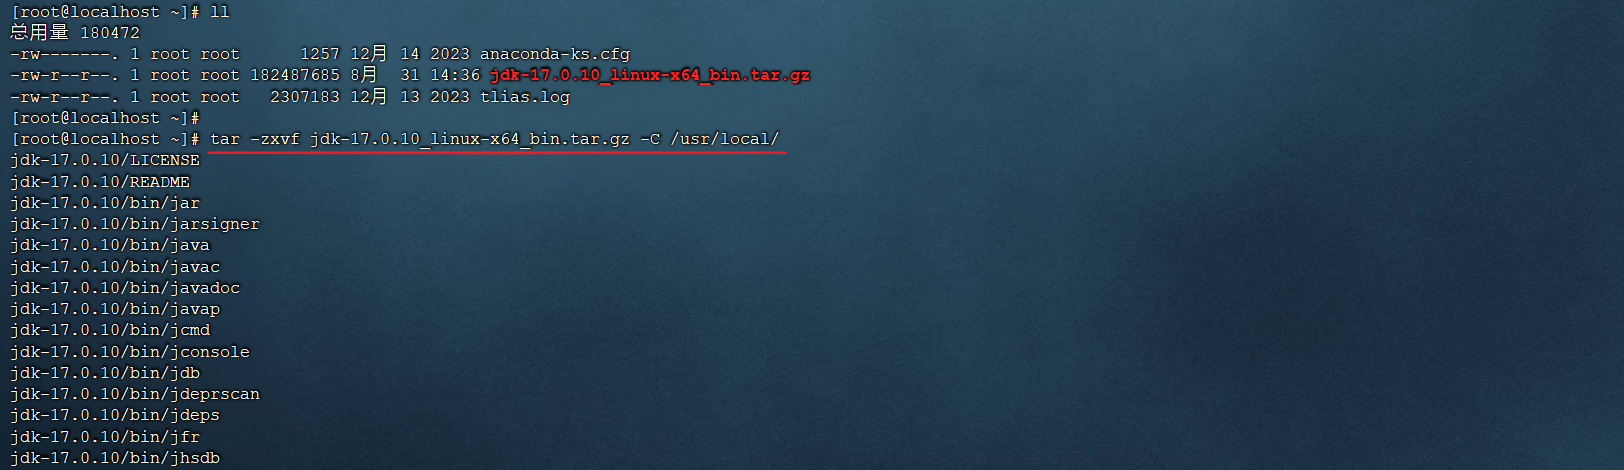 [root@localhost ~]# ll
总用量 180472
-rw-------. 1 root root      1257 12月 14 2023 anaconda-ks.cfg
-rw-r--r--. 1 root root 182487685 8月  31 14:36 jdk-17.0.10_linux-x64_bin.tar.gz
-rw-r--r--. 1 root root   2307183 12月 13 2023 tlias.log
[root@localhost ~]#
[root@localhost ~]# tar -zxvf jdk-17.0.10_linux-x64_bin.tar.gz -C /usr/local/
jdk-17.0.10/LICENSE
jdk-17.0.10/README
jdk-17.0.10/bin/jar
jdk-17.0.10/bin/jarsigner
jdk-17.0.10/bin/java
jdk-17.0.10/bin/javac
jdk-17.0.10/bin/javadoc
jdk-17.0.10/bin/javap
jdk-17.0.10/bin/jcmd
jdk-17.0.10/bin/jconsole
jdk-17.0.10/bin/jdb
jdk-17.0.10/bin/jdeprscan
jdk-17.0.10/bin/jdeps
jdk-17.0.10/bin/jfr
jdk-17.0.10/bin/jhsdb